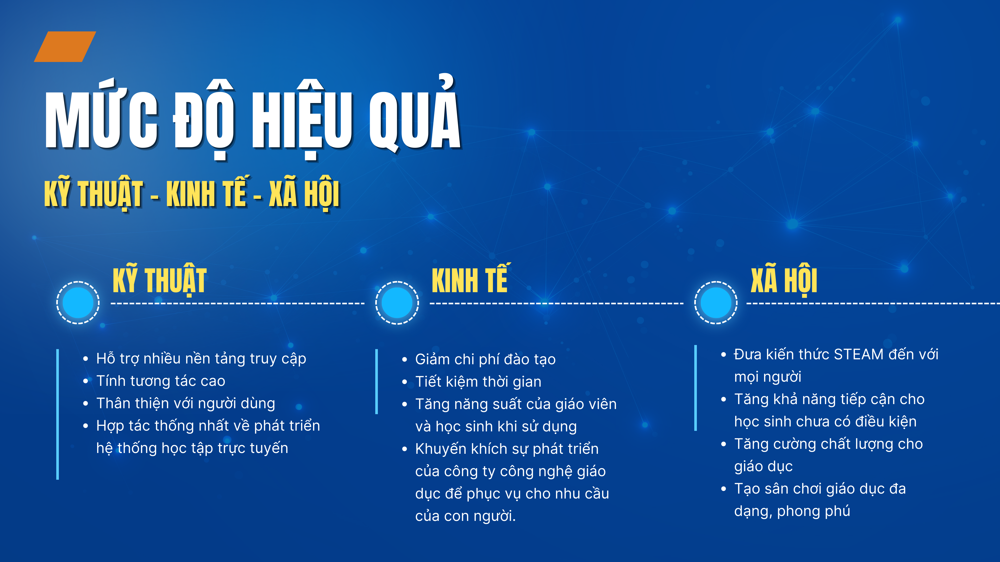 MỨC ĐỘ HIỆU QUẢ
KỸ THUẬT - KINH TẾ - XÃ HỘI
KỸ THUẬT
• Hỗ trợ nhiều nền tảng truy cập
• Tính tương tác cao
• Thân thiện với người dùng
• Hợp tác thống nhất về phát triển
hệ thống học tập trực tuyến
KINH TẾ
• Giảm chi phí đào tạo
• Tiết kiệm thời gian
• Tăng năng suất của giáo viên
và học sinh khi sử dụng
• Khuyến khích sự phát triển
của công ty công nghệ giáo
dục để phục vụ cho nhu cầu
của con người.
XÃ HỘI
• Đưa kiến thức STEAM đến với
mọi người
• Tăng khả năng tiếp cận cho
học sinh chưa có điều kiện
• Tăng cường chất lượng cho
giáo dục
• Tạo sân chơi giáo dục đa
dạng, phong phú